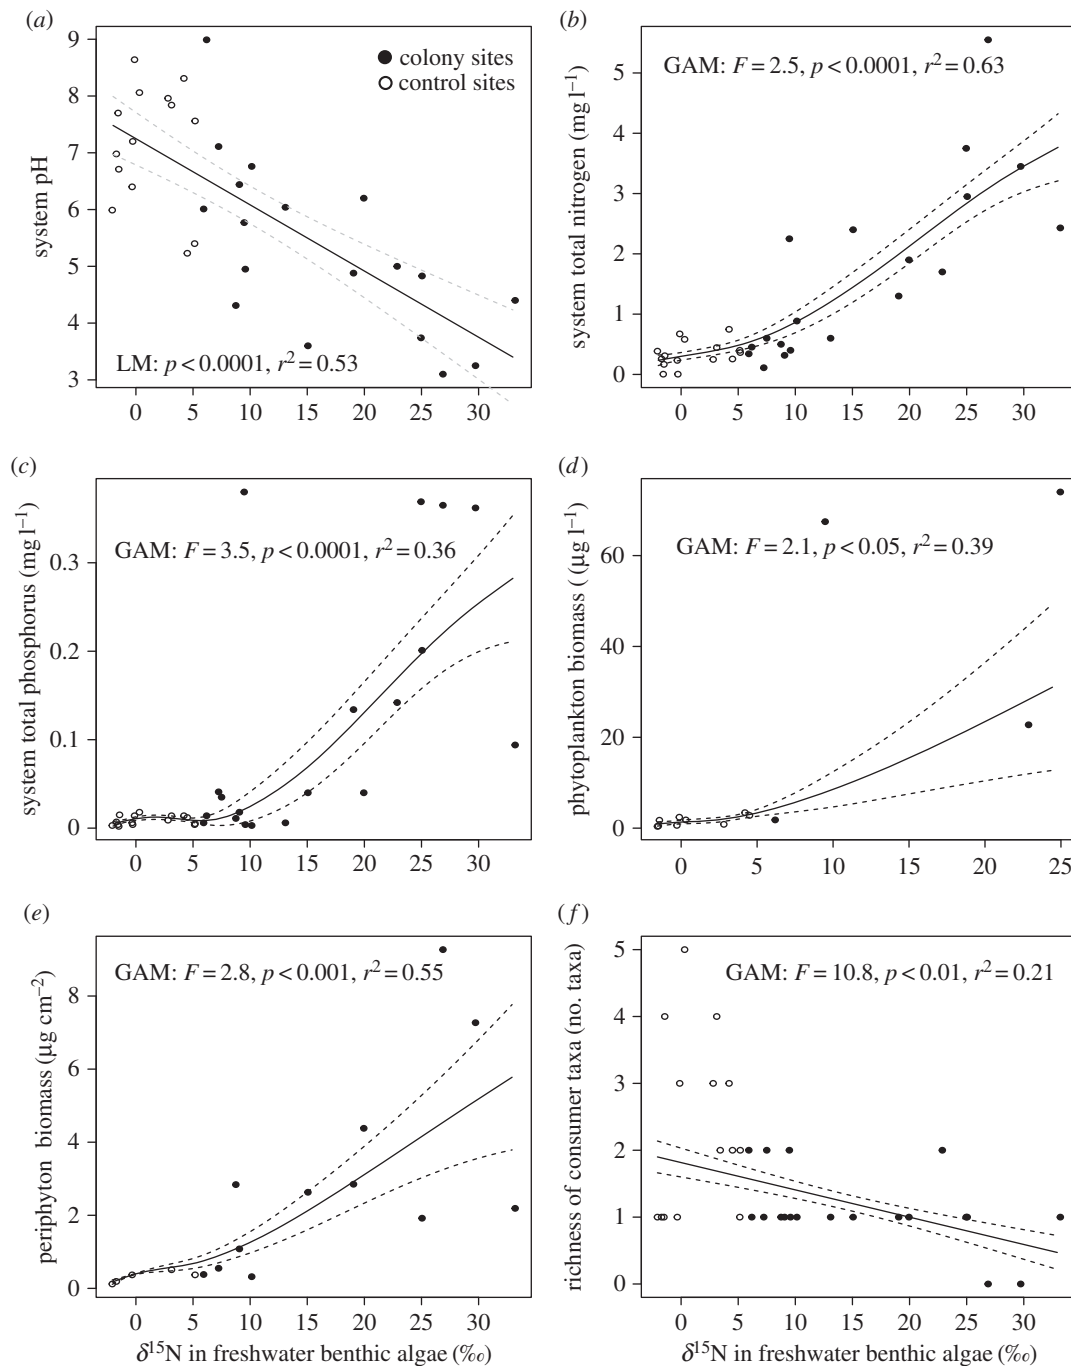 (a)
9
8
7
6
5
4
3
system pH
colony sites
control sites
LM: p < 0.0001, r² = 0.53
0 5 10 15 20 25 30
(b)
5
4
3
2
1
0
system total nitrogen (mg l⁻¹)
GAM: F = 2.5, p < 0.0001, r² = 0.63
0 5 10 15 20 25 30
(c)
0.3
0.2
0.1
0
system total phosphorus (mg l⁻¹)
GAM: F = 3.5, p < 0.0001, r² = 0.36
0 5 10 15 20 25 30
(d)
60
40
20
0
phytoplankton biomass ( (µg l⁻¹)
GAM: F = 2.1, p < 0.05, r² = 0.39
0 5 10 15 20 25
(e)
8
6
4
2
0
periphyton biomass (µg cm⁻²)
GAM: F = 2.8, p < 0.001, r² = 0.55
0 5 10 15 20 25 30
δ¹⁵N in freshwater benthic algae (‰)
(f)
5
4
3
2
1
0
richness of consumer taxa (no. taxa)
GAM: F = 10.8, p < 0.01, r² = 0.21
0 5 10 15 20 25 30
δ¹⁵N in freshwater benthic algae (‰)